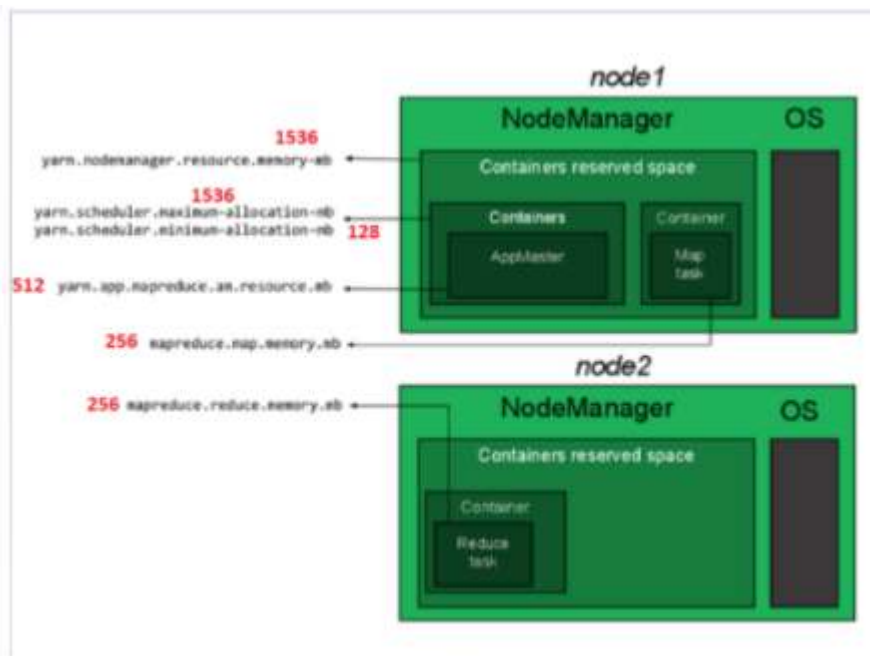 node1
NodeManager
OS
1536
yarn.nodemanager.resource.memory-mb
Containers reserved space
1536
yarn.scheduler.maximum-allocation-mb
yarn.scheduler.minimum-allocation-mb 128
Containers
Container
AppMaster
Map
task
512 yarn.app.mapreduce.am.resource.mb
256 mapreduce.map.memory.mb
node2
256 mapreduce.reduce.memory.mb
NodeManager
OS
Containers reserved space
Container
Reduce
task